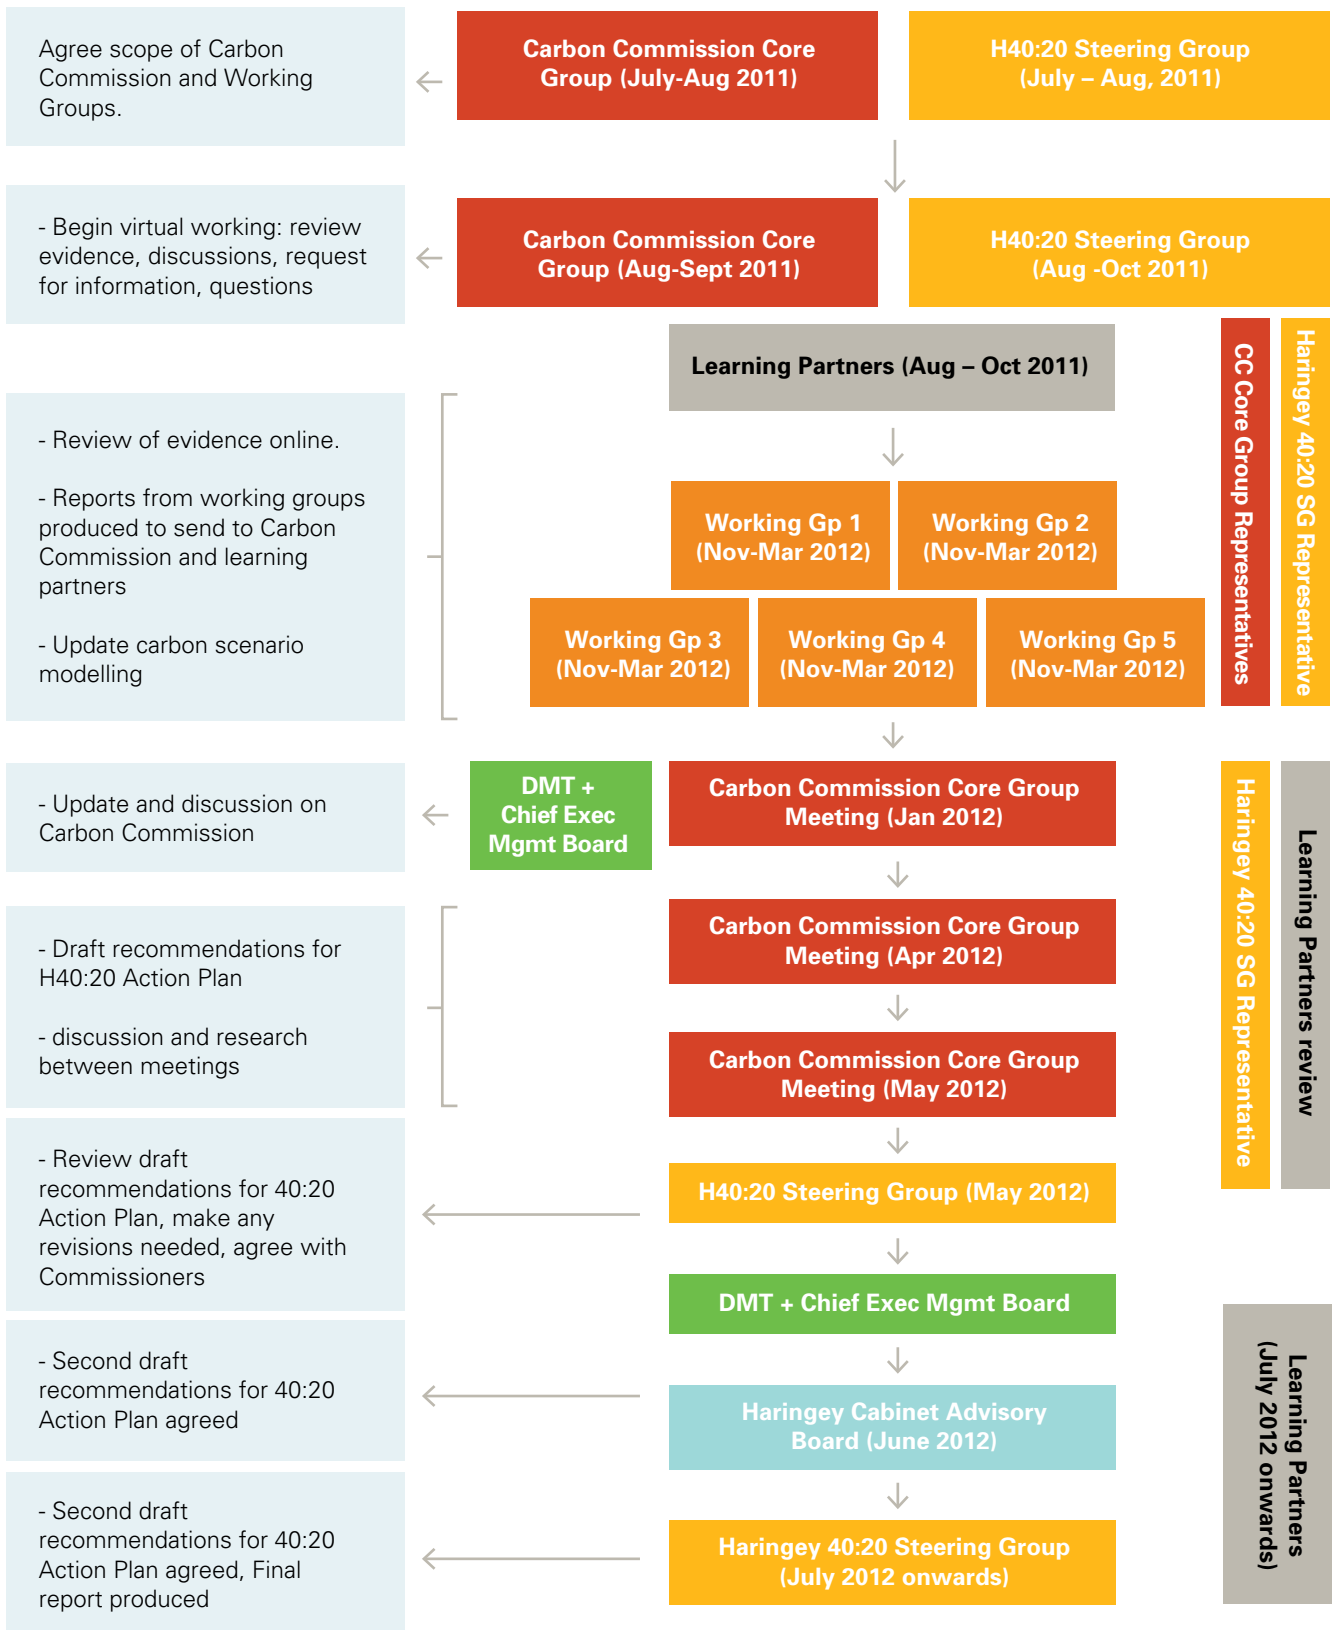 Agree scope of Carbon
Commission and Working
Groups.
Carbon Commission Core
Group (July-Aug 2011)
H40:20 Steering Group
(July – Aug, 2011)
- Begin virtual working: review
evidence, discussions, request
for information, questions
Carbon Commission Core
Group (Aug-Sept 2011)
H40:20 Steering Group
(Aug -Oct 2011)
Learning Partners (Aug – Oct 2011)
CC Core Group Representatives
Haringey 40:20 SG Representative
- Review of evidence online.
- Reports from working groups
produced to send to Carbon
Commission and learning
partners
- Update carbon scenario
modelling
Working Gp 1
(Nov-Mar 2012)
Working Gp 2
(Nov-Mar 2012)
Working Gp 3
(Nov-Mar 2012)
Working Gp 4
(Nov-Mar 2012)
Working Gp 5
(Nov-Mar 2012)
- Update and discussion on
Carbon Commission
DMT +
Chief Exec
Mgmt Board
Carbon Commission Core Group
Meeting (Jan 2012)
Haringey 40:20 SG Representative
Learning Partners review
- Draft recommendations for
H40:20 Action Plan
- discussion and research
between meetings
Carbon Commission Core Group
Meeting (Apr 2012)
Carbon Commission Core Group
Meeting (May 2012)
- Review draft
recommendations for 40:20
Action Plan, make any
revisions needed, agree with
Commissioners
H40:20 Steering Group (May 2012)
DMT + Chief Exec Mgmt Board
- Second draft
recommendations for 40:20
Action Plan agreed
Haringey Cabinet Advisory
Board (June 2012)
Learning Partners
(July 2012 onwards)
- Second draft
recommendations for 40:20
Action Plan agreed, Final
report produced
Haringey 40:20 Steering Group
(July 2012 onwards)